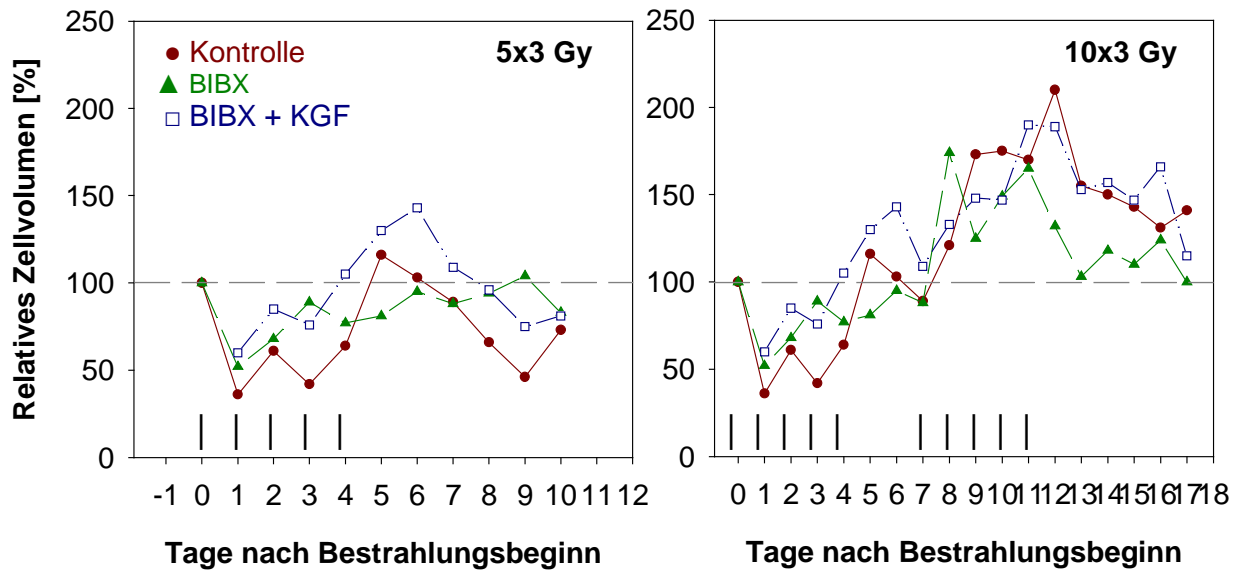 250
200
150
100
50
0
Relatives Zellvolumen [%]
Kontrolle
BIBX
BIBX + KGF
5x3 Gy
-1 0 1 2 3 4 5 6 7 8 9 10 11 12
Tage nach Bestrahlungsbeginn
250
200
150
100
50
0
10x3 Gy
0 1 2 3 4 5 6 7 8 9 10 11 12 13 14 15 16 17 18
Tage nach Bestrahlungsbeginn